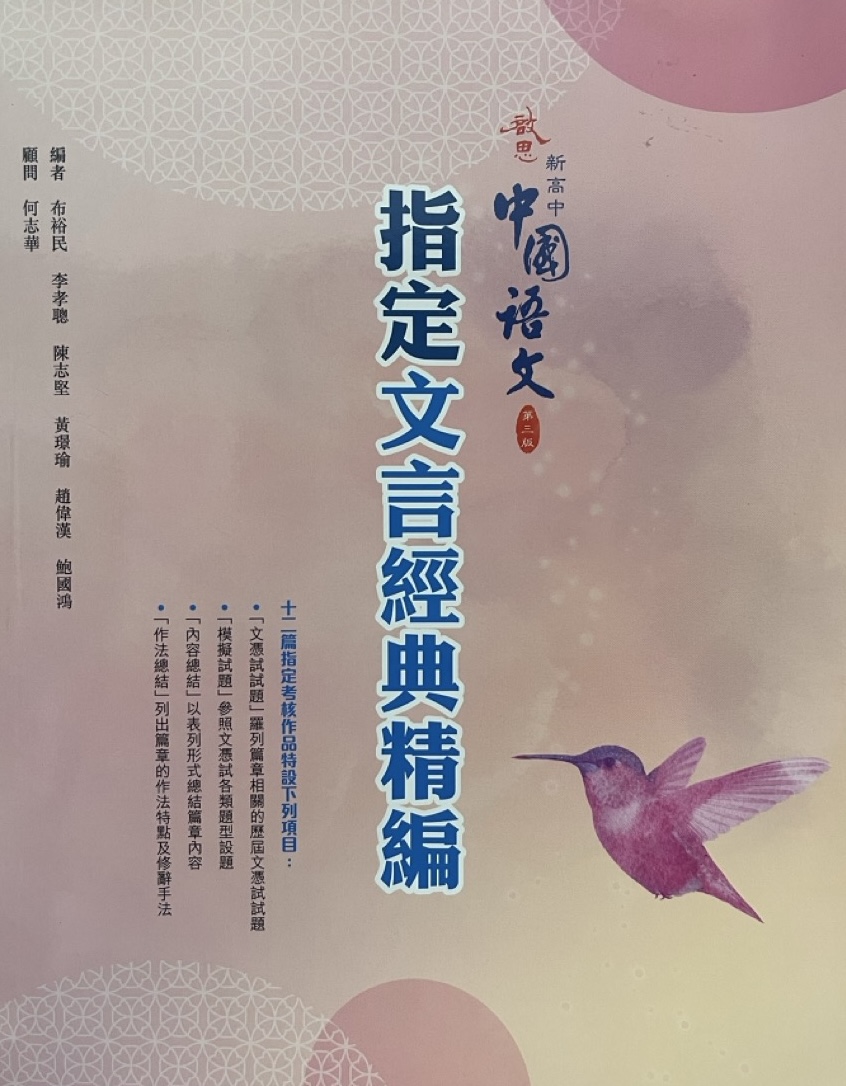 啟思
新高中
中國語文
第三版
指定文言經典精編
十二篇指定考核作品特設下列項目：
•「文憑試試題」羅列篇章相關的歷屆文憑試試題
•「模擬試題」參照文憑試各類題型設題
•「內容總結」以表列形式總結篇章內容
•「作法總結」列出篇章的作法特點及修辭手法
編者 布裕民 李孝聰 陳志堅 黃璟瑜 趙偉漢 鮑國鴻
顧問 何志華